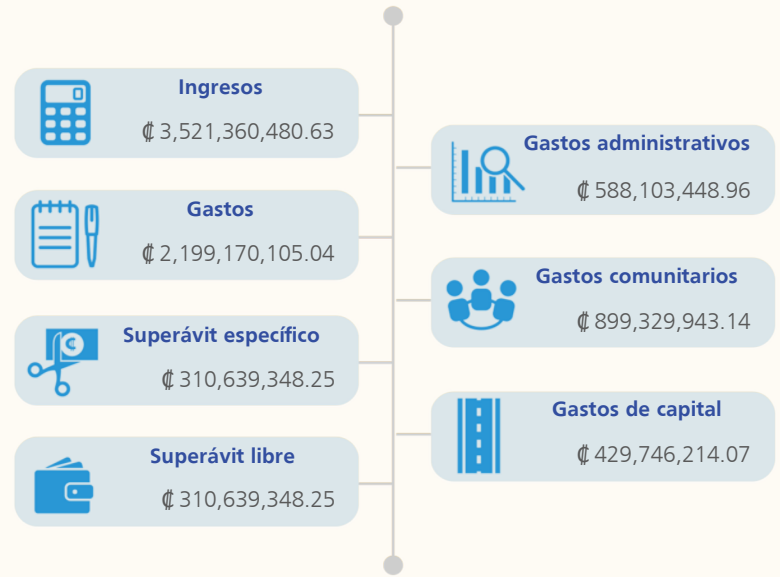 Ingresos
₡ 3,521,360,480.63
Gastos
₡ 2,199,170,105.04
Superávit específico
₡ 310,639,348.25
Superávit libre
₡ 310,639,348.25
Gastos administrativos
₡ 588,103,448.96
Gastos comunitarios
₡ 899,329,943.14
Gastos de capital
₡ 429,746,214.07